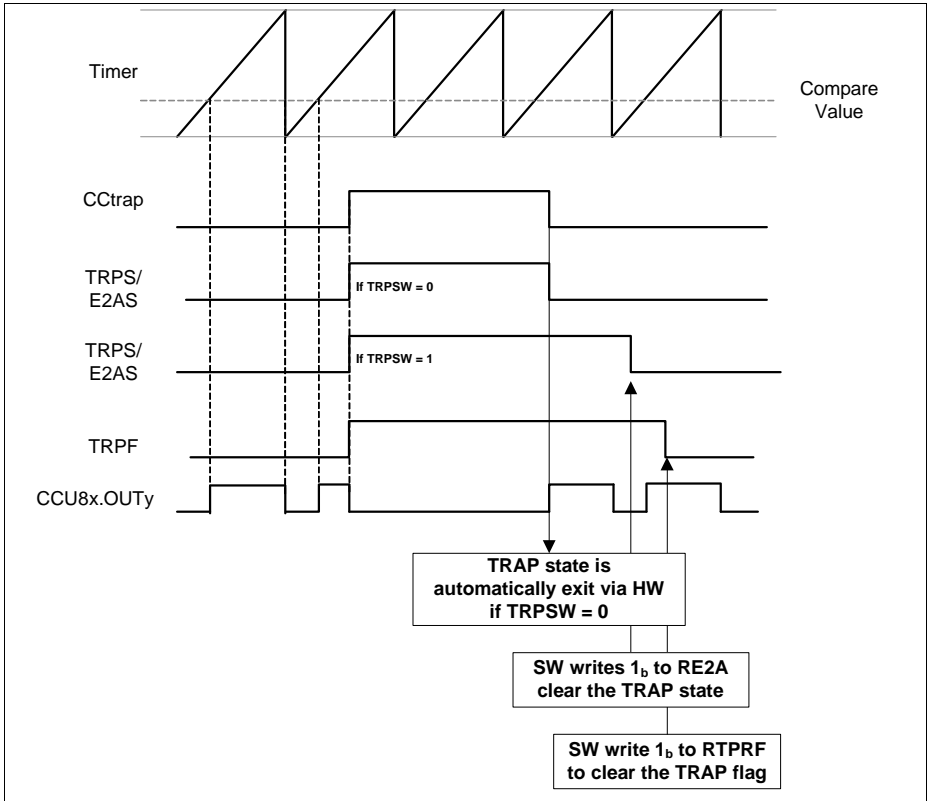 Timer
Compare
Value
CCtrap
TRPS/
E2AS
If TRPSW = 0
TRPS/
E2AS
If TRPSW = 1
TRPF
CCU8x.OUTy
TRAP state is
automatically exit via HW
if TRPSW = 0
SW writes 1b to RE2A
clear the TRAP state
SW write 1b to RTPRF
to clear the TRAP flag